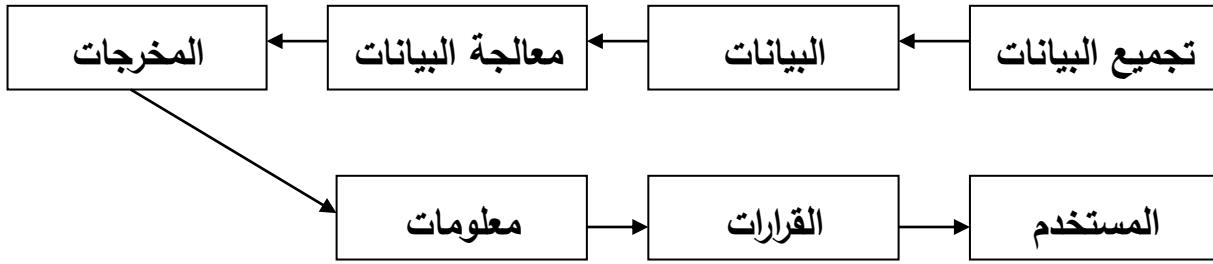 تجميع البيانات
البيانات
معالجة البيانات
المخرجات
معلومات
القرارات
المستخدم